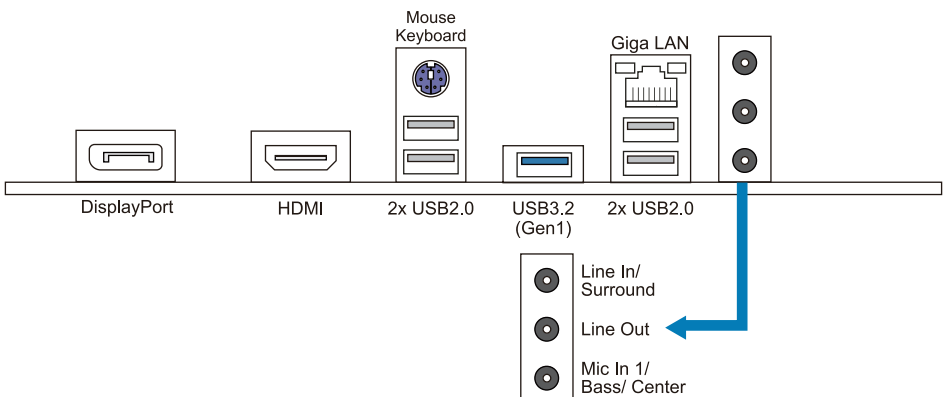 Mouse
Keyboard
Giga LAN
DisplayPort
HDMI
2x USB2.0
USB3.2
(Gen1)
2x USB2.0
Line In/
Surround
Line Out
Mic In 1/
Bass/ Center